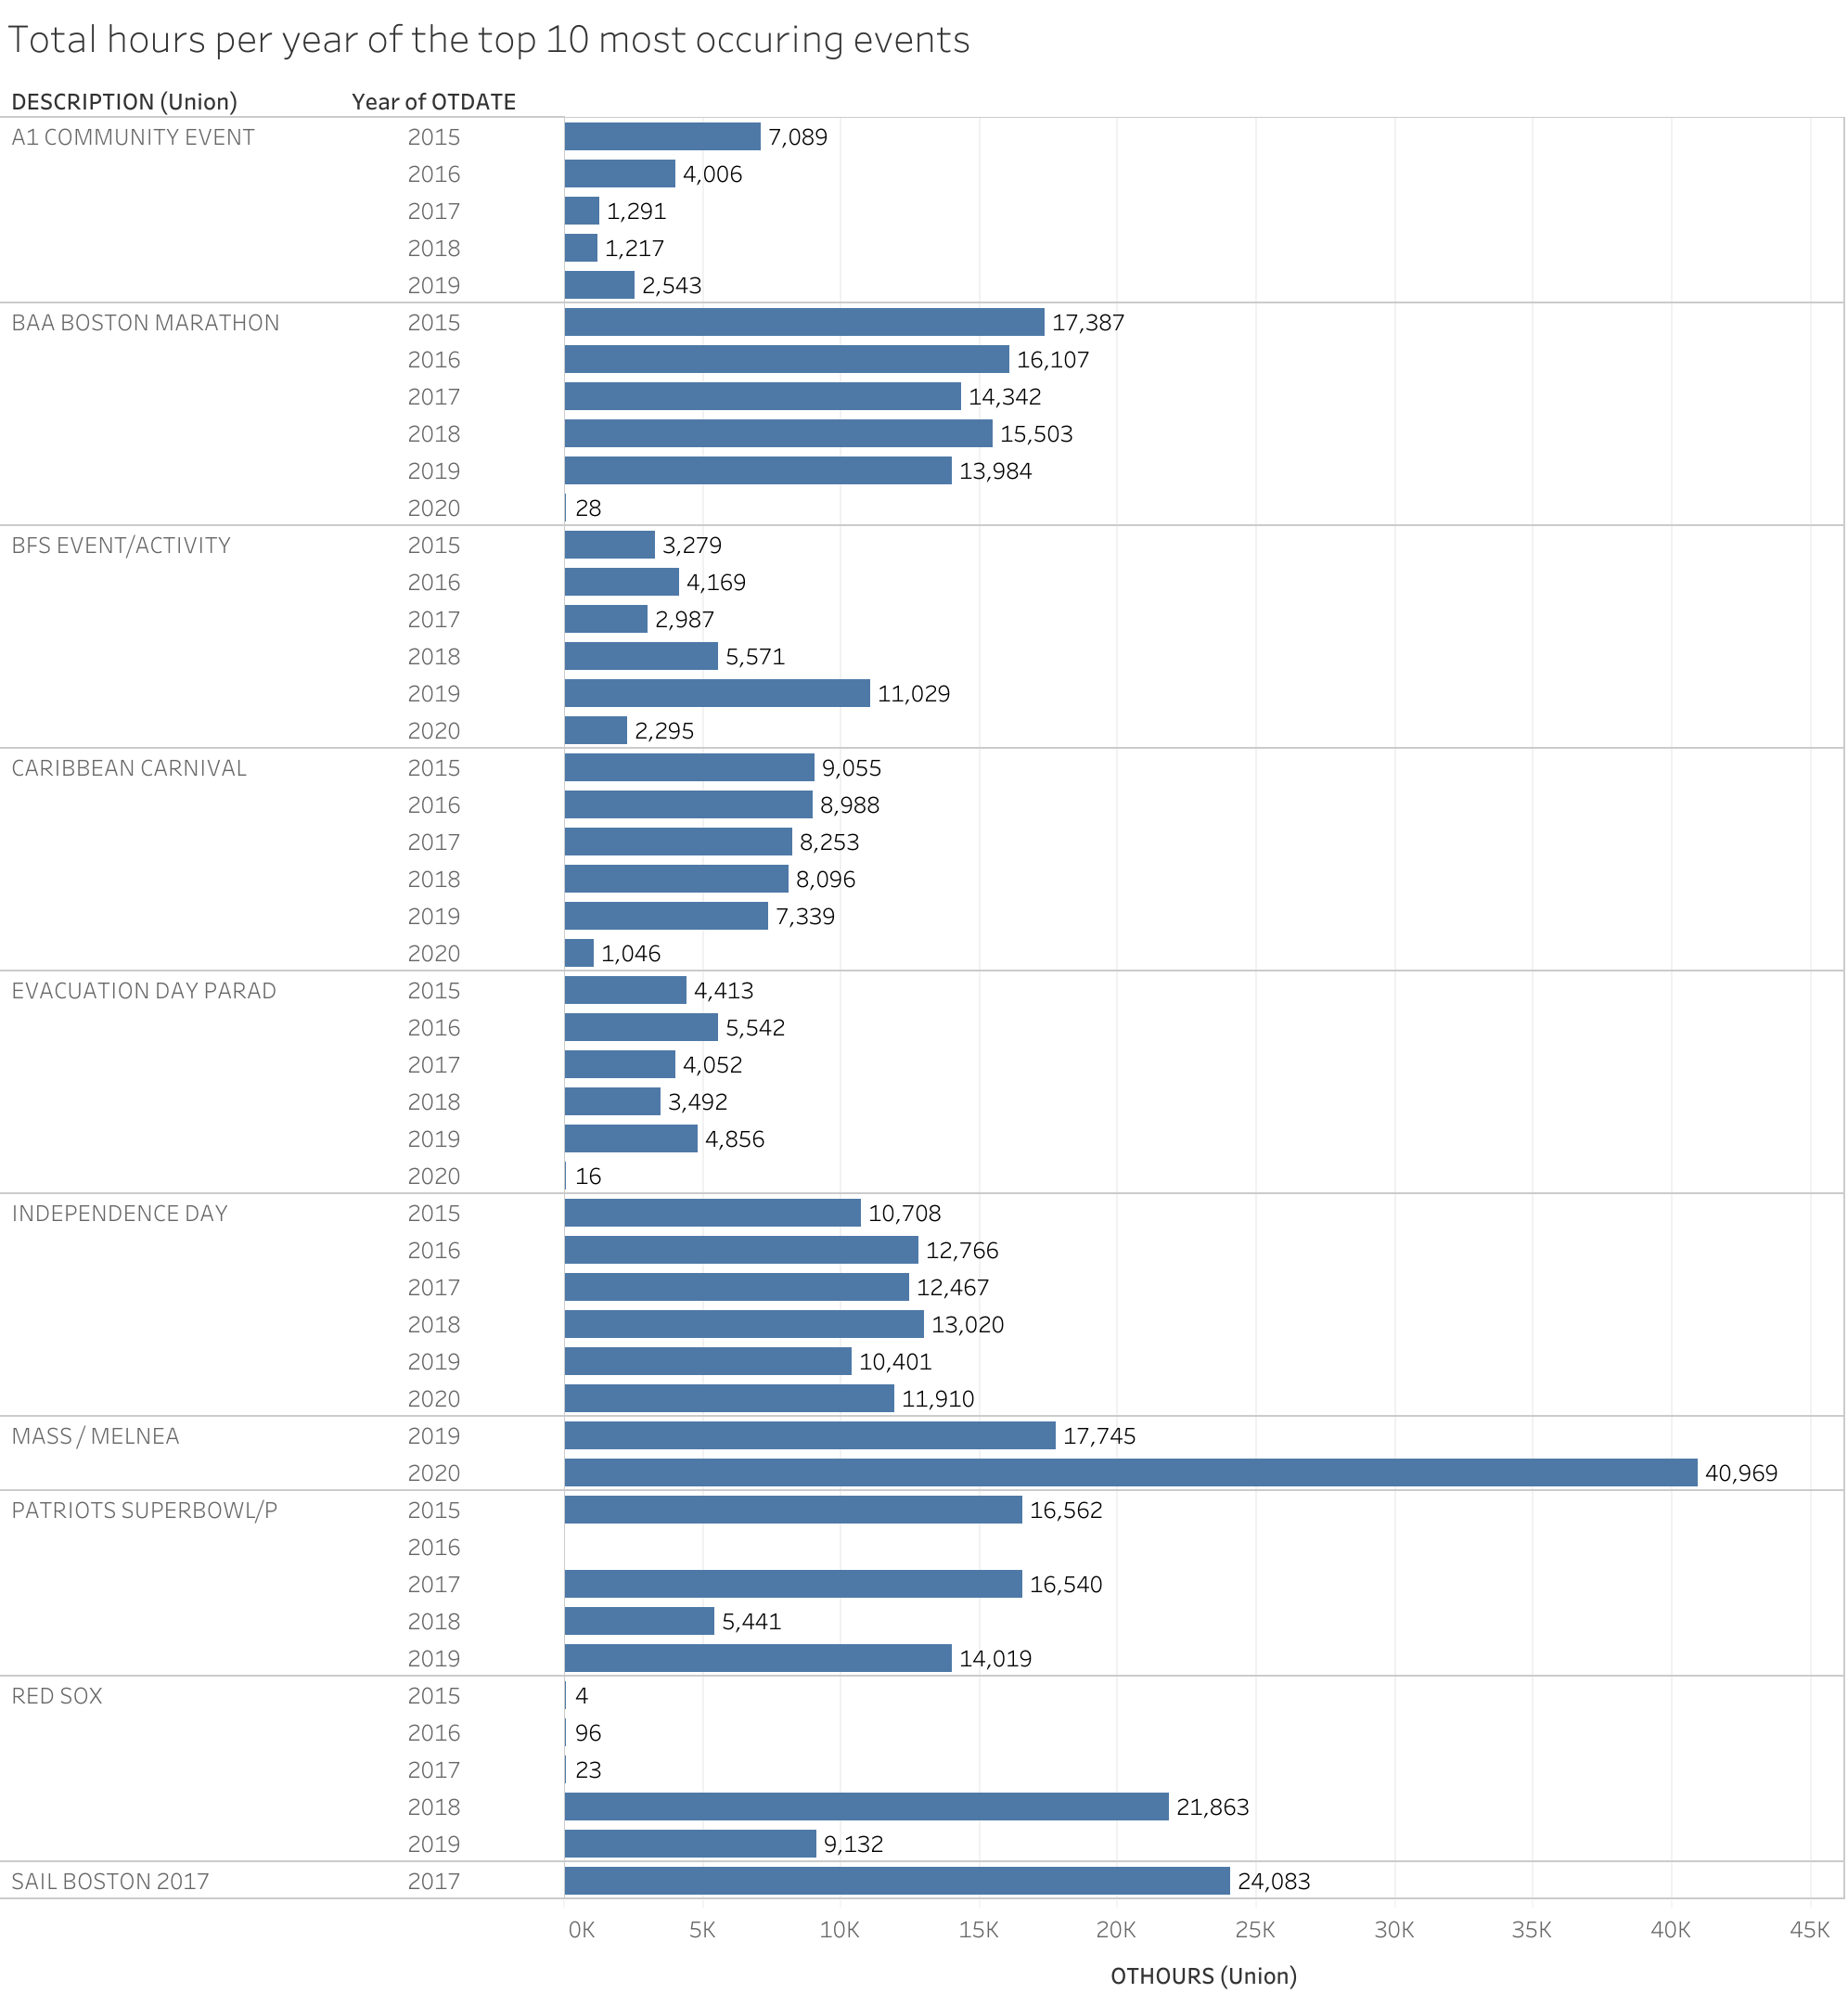 Total hours per year of the top 10 most occuring events
DESCRIPTION (Union) Year of OTDATE
A1 COMMUNITY EVENT 2015 7,089
2016 4,006
2017 1,291
2018 1,217
2019 2,543
BAA BOSTON MARATHON 2015 17,387
2016 16,107
2017 14,342
2018 15,503
2019 13,984
2020 28
BFS EVENT/ACTIVITY 2015 3,279
2016 4,169
2017 2,987
2018 5,571
2019 11,029
2020 2,295
CARIBBEAN CARNIVAL 2015 9,055
2016 8,988
2017 8,253
2018 8,096
2019 7,339
2020 1,046
EVACUATION DAY PARAD 2015 4,413
2016 5,542
2017 4,052
2018 3,492
2019 4,856
2020 16
INDEPENDENCE DAY 2015 10,708
2016 12,766
2017 12,467
2018 13,020
2019 10,401
2020 11,910
MASS / MELNEA 2019 17,745
2020 40,969
PATRIOTS SUPERBOWL/P 2015 16,562
2016
2017 16,540
2018 5,441
2019 14,019
RED SOX 2015 4
2016 96
2017 23
2018 21,863
2019 9,132
SAIL BOSTON 2017 2017 24,083
0K 5K 10K 15K 20K 25K 30K 35K 40K 45K
OTHOURS (Union)